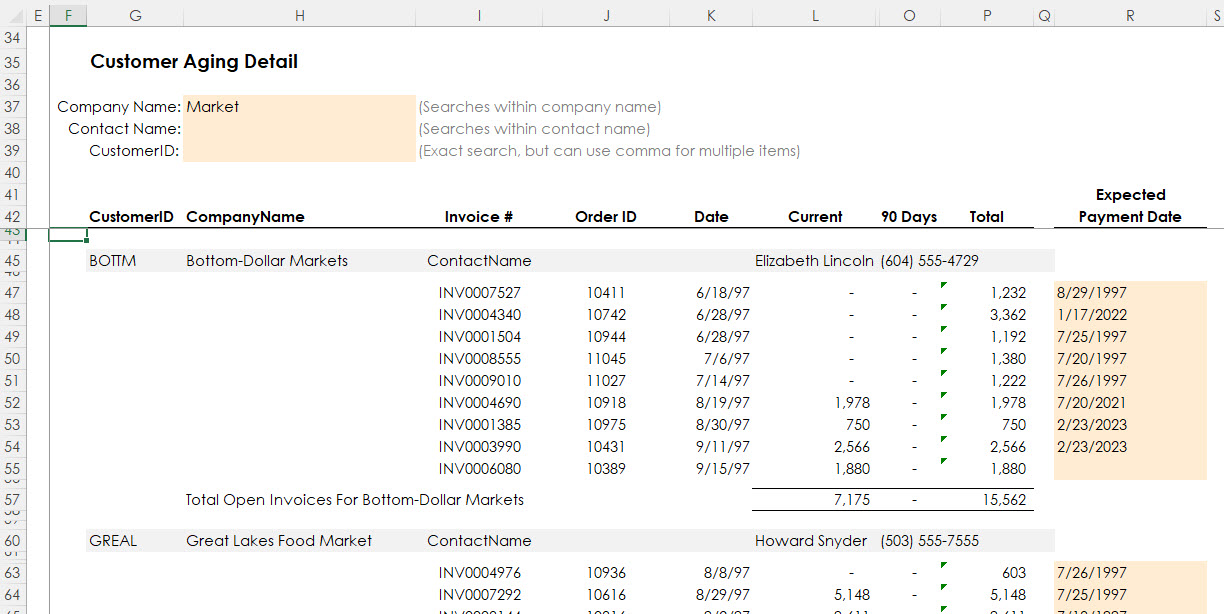 E F G H I J K L O P Q R S
34
35 Customer Aging Detail
36
37 Company Name: Market (Searches within company name)
38 Contact Name: (Searches within contact name)
39 CustomerID: (Exact search, but can use comma for multiple items)
40
41 Expected
42 CustomerID CompanyName Invoice # Order ID Date Current 90 Days Total Payment Date
45 BOTTM Bottom-Dollar Markets ContactName Elizabeth Lincoln (604) 555-4729
47 INV0007527 10411 6/18/97 - - 1,232 8/29/1997
48 INV0004340 10742 6/28/97 - - 3,362 1/17/2022
49 INV0001504 10944 6/28/97 - - 1,192 7/25/1997
50 INV0008555 11045 7/6/97 - - 1,380 7/20/1997
51 INV0009010 11027 7/14/97 - - 1,222 7/26/1997
52 INV0004690 10918 8/19/97 1,978 - 1,978 7/20/2021
53 INV0001385 10975 8/30/97 750 - 750 2/23/2023
54 INV0003990 10431 9/11/97 2,566 - 2,566 2/23/2023
55 INV0006080 10389 9/15/97 1,880 - 1,880
57 Total Open Invoices For Bottom-Dollar Markets 7,175 - 15,562
60 GREAL Great Lakes Food Market ContactName Howard Snyder (503) 555-7555
63 INV0004976 10936 8/8/97 - - 603 7/26/1997
64 INV0007292 10616 8/29/97 5,148 - 5,148 7/25/1997